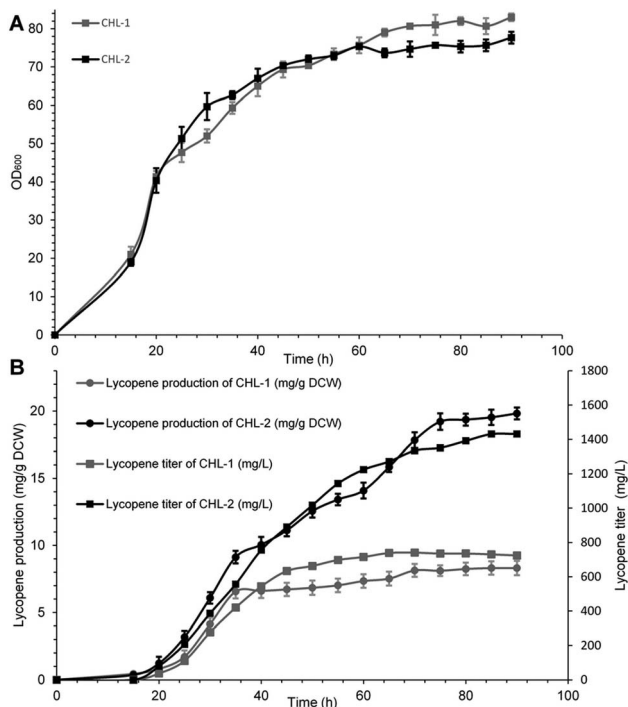 A
CHL-1
CHL-2
80
70
60
50
40
30
20
10
0
OD600
0 20 40 60 80 100
Time (h)
B
Lycopene production of CHL-1 (mg/g DCW)
Lycopene production of CHL-2 (mg/g DCW)
Lycopene titer of CHL-1 (mg/L)
Lycopene titer of CHL-2 (mg/L)
20
15
10
5
0
Lycopene production (mg/g DCW)
1800
1600
1400
1200
1000
800
600
400
200
0
Lycopene titer (mg/L)
0 20 40 60 80 100
Time (h)